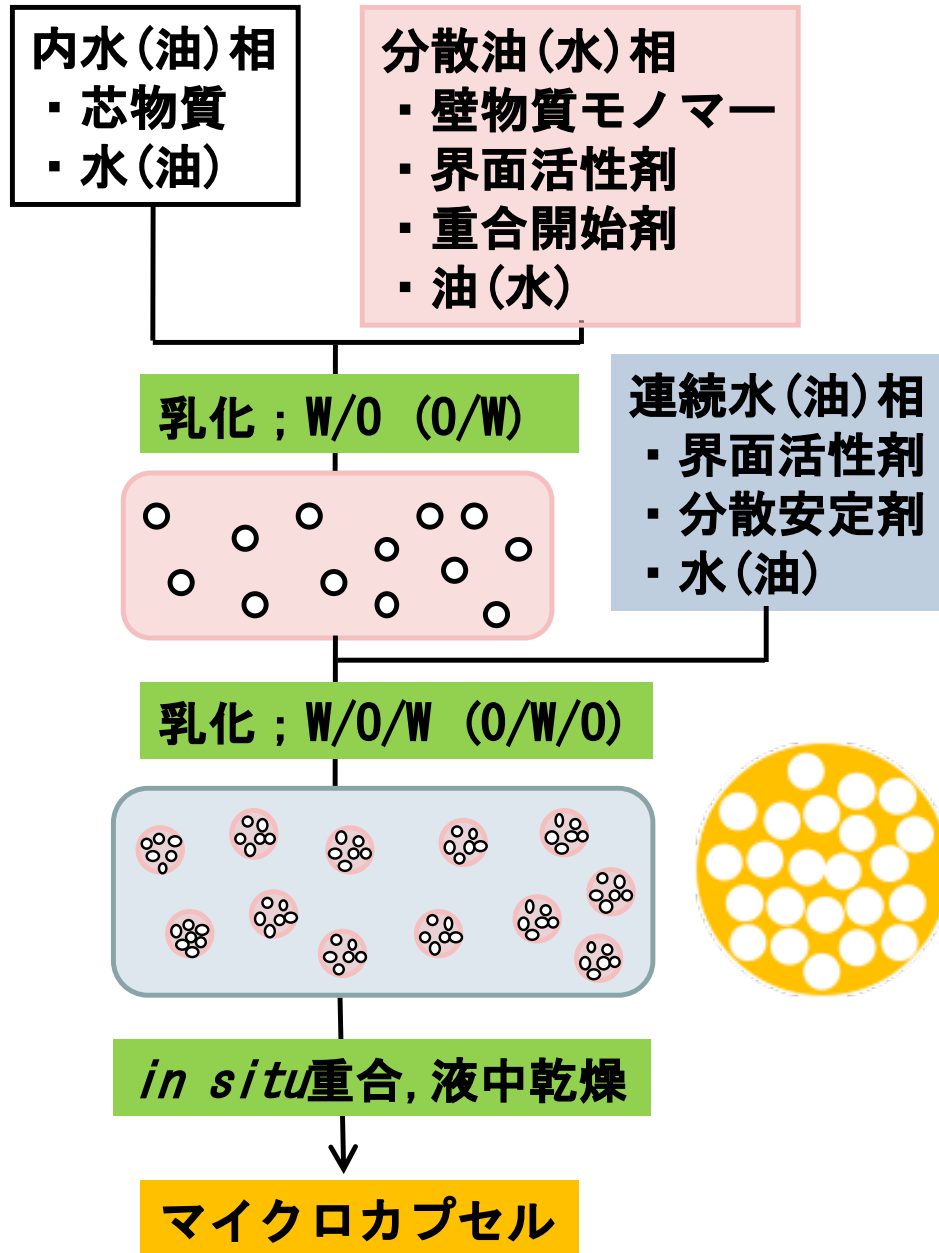 内水(油)相
・芯物質
・水(油)
分散油(水)相
・壁物質モノマー
・界面活性剤
・重合開始剤
・油(水)
乳化;W/O (O/W)
連続水(油)相
・界面活性剤
・分散安定剤
・水(油)
乳化;W/O/W (O/W/O)
in situ重合,液中乾燥
マイクロカプセル